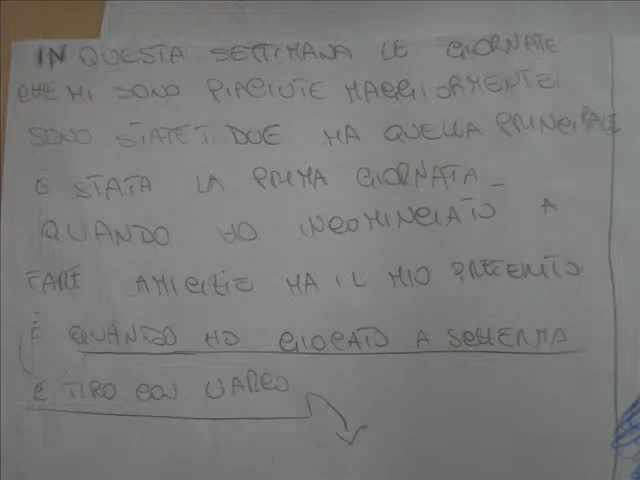 IN QUESTA SETTIMANA LE GIORNATE
CHE MI SONO PIACIUTE MAGGIORMENTE
SONO STATE DUE MA QUELLA PRINCIPALE
È STATA LA PRIMA GIORNATA
QUANDO HO INCOMINCIATO A
FARE AMICIZIE MA IL MIO PREFERITO
È QUANDO HO GIOCATO A SCHERMA
E TIRO CON L'ARCO